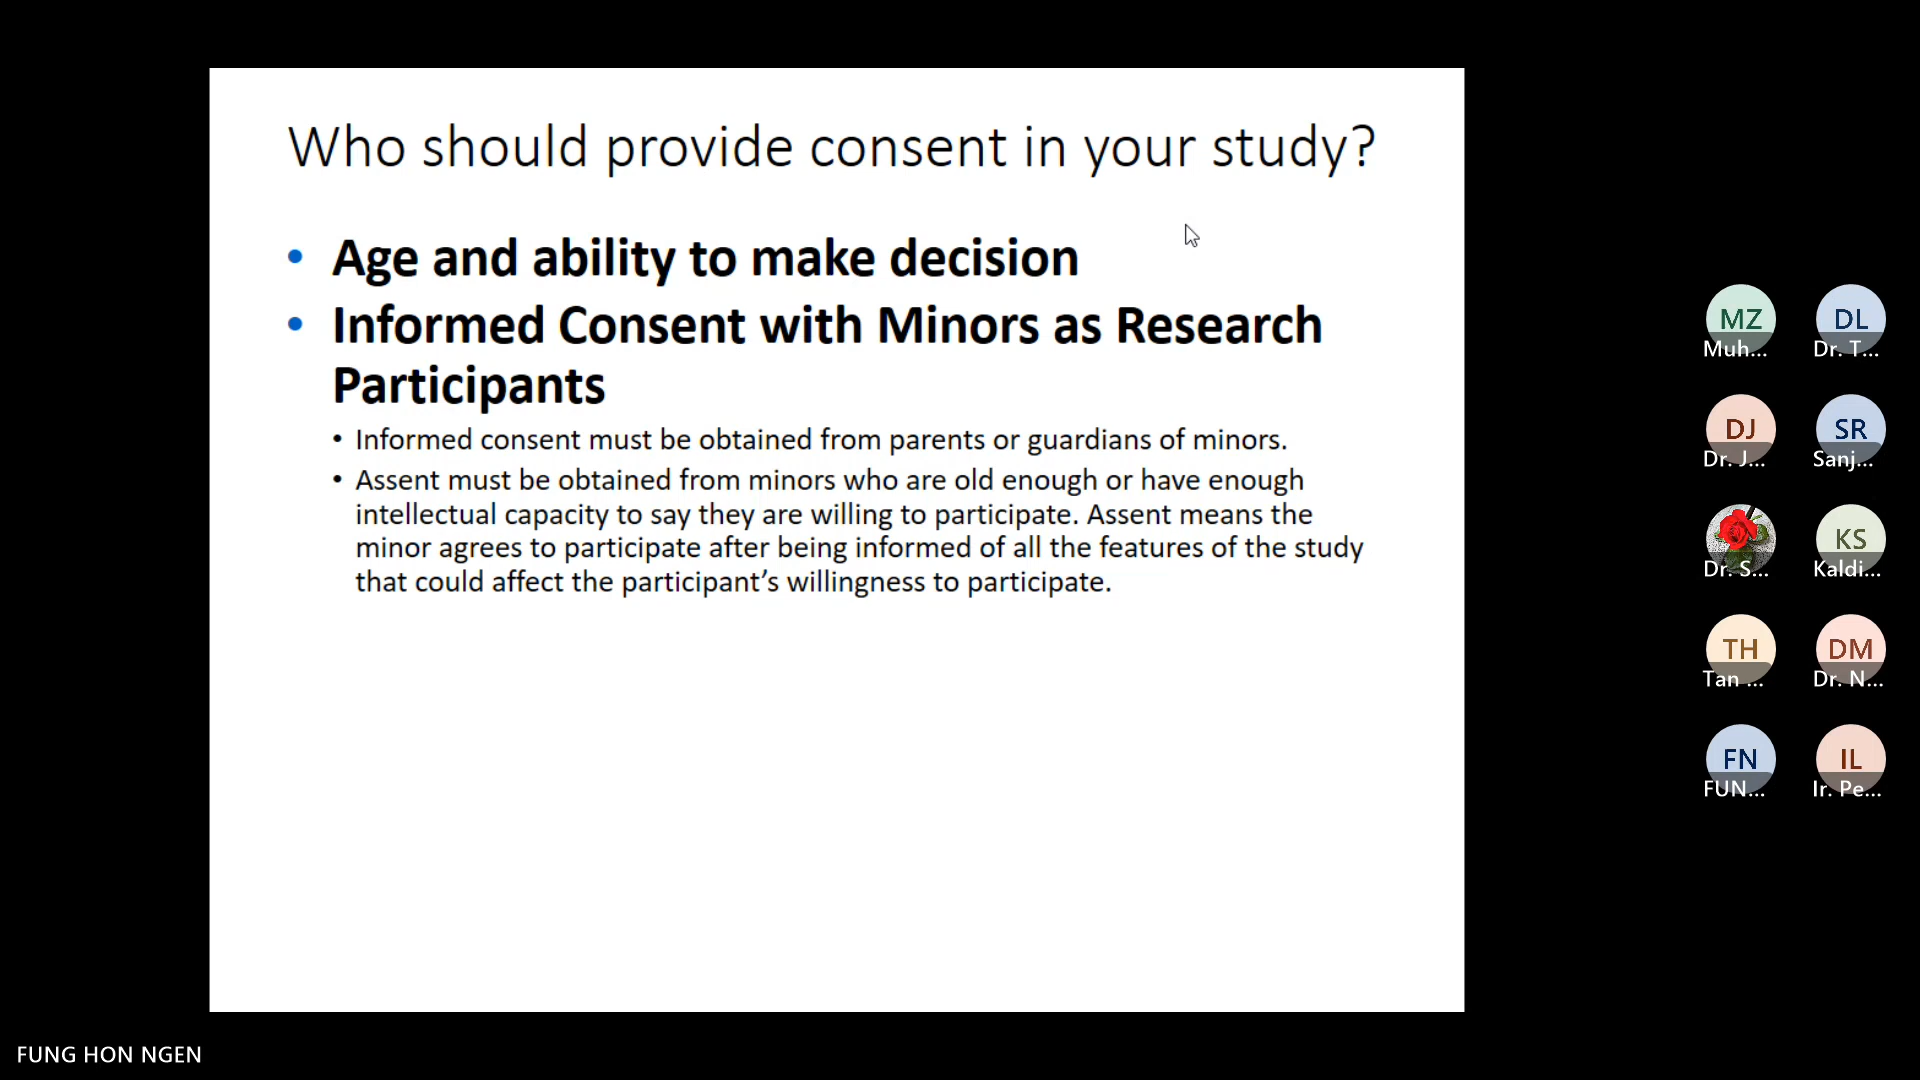 Who should provide consent in your study?
• Age and ability to make decision
• Informed Consent with Minors as Research
Participants
• Informed consent must be obtained from parents or guardians of minors.
• Assent must be obtained from minors who are old enough or have enough
intellectual capacity to say they are willing to participate. Assent means the
minor agrees to participate after being informed of all the features of the study
that could affect the participant’s willingness to participate.
MZ
Muh...
DL
Dr. T...
DJ
Dr. J...
SR
Sanj...
Dr. S...
KS
Kaldi...
TH
Tan ...
DM
Dr. N...
FN
FUN...
IL
Ir. Pe...
FUNG HON NGEN